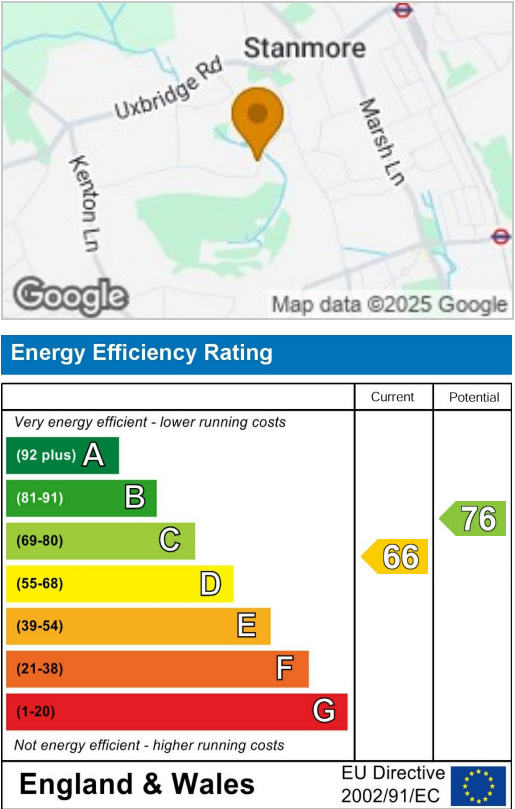 Stanmore
Uxbridge Rd
Marsh Ln
Kenton Ln
Google
Map data ©2025 Google
Energy Efficiency Rating
Current
Potential
Very energy efficient - lower running costs
(92 plus) A
(81-91) B
(69-80) C
(55-68) D
(39-54) E
(21-38) F
(1-20) G
66
76
Not energy efficient - higher running costs
England & Wales
EU Directive
2002/91/EC